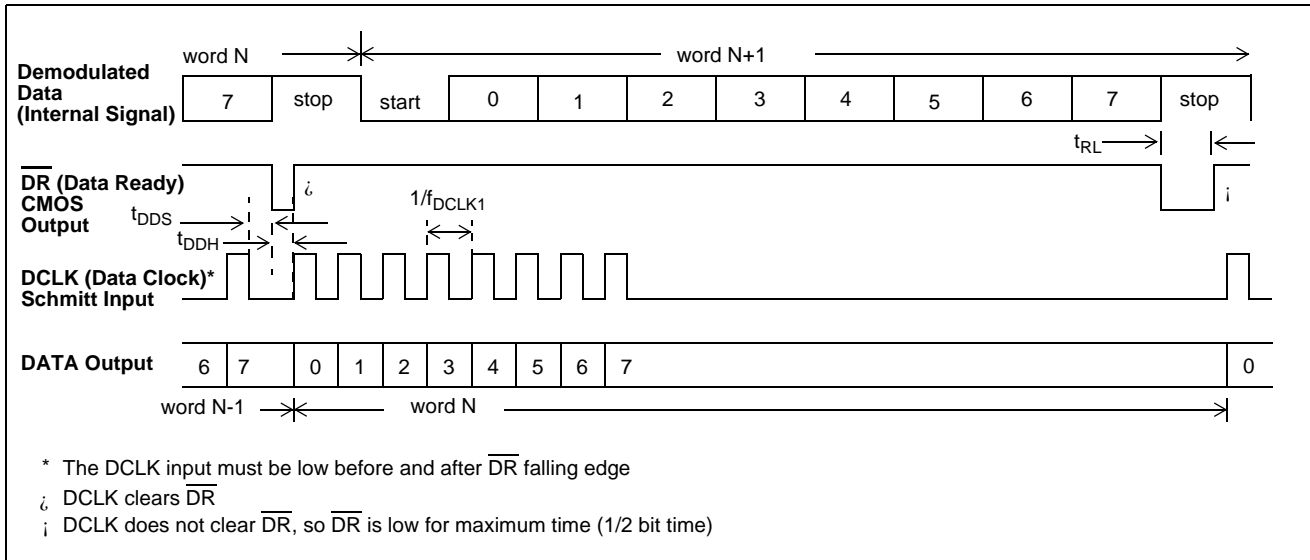 word N
word N+1
Demodulated
Data
(Internal Signal)
7 stop start 0 1 2 3 4 5 6 7 stop
tRL
DR (Data Ready)
CMOS
Output
¿
¡
tDDS
tDDH
1/fDCLK1
DCLK (Data Clock)*
Schmitt Input
DATA Output
6 7 0 1 2 3 4 5 6 7 0
word N-1
word N
* The DCLK input must be low before and after DR falling edge
¿ DCLK clears DR
¡ DCLK does not clear DR, so DR is low for maximum time (1/2 bit time)